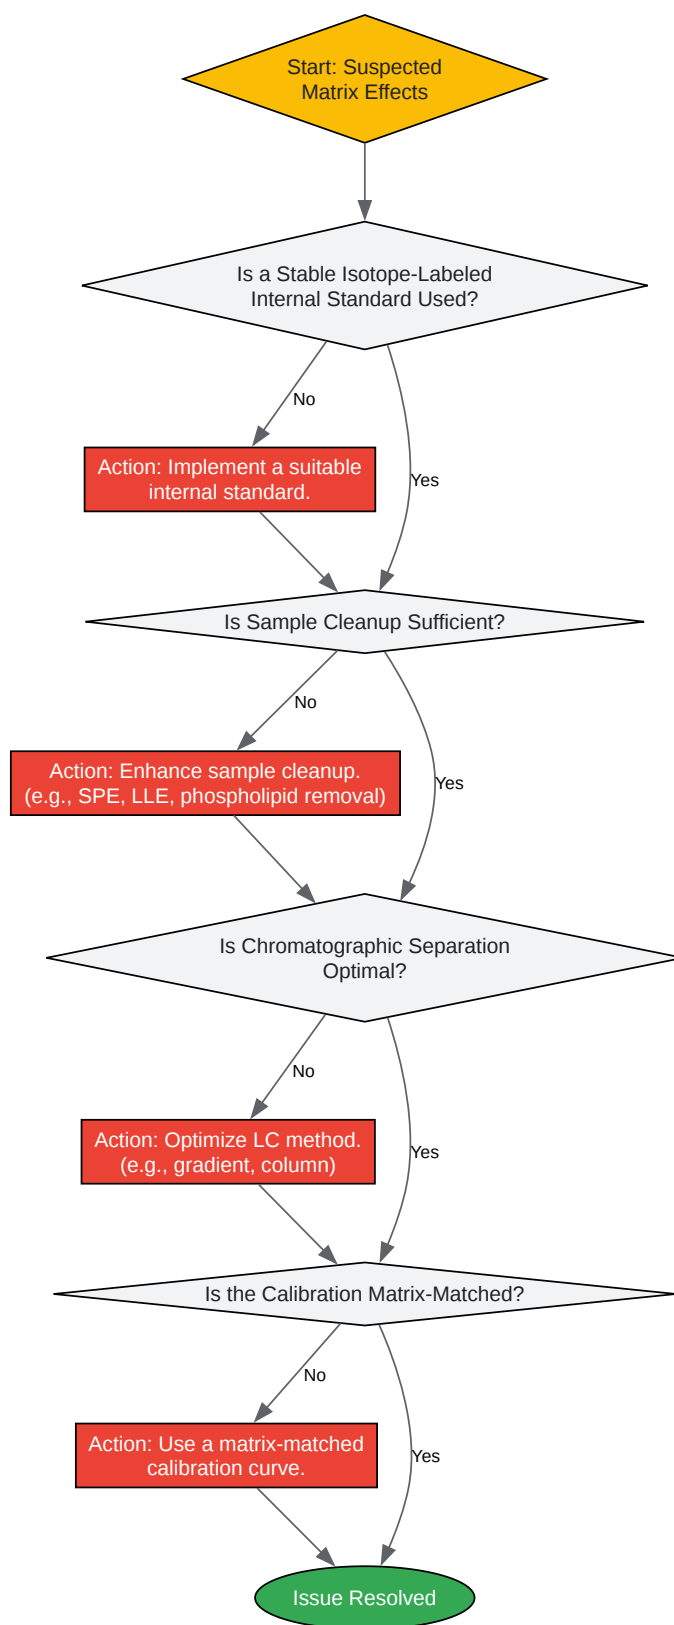 Start: Suspected
Matrix Effects
Is a Stable Isotope-Labeled
Internal Standard Used?
No
Action: Implement a suitable
internal standard.
Yes
Is Sample Cleanup Sufficient?
No
Action: Enhance sample cleanup.
(e.g., SPE, LLE, phospholipid removal)
Yes
Is Chromatographic Separation
Optimal?
No
Action: Optimize LC method.
(e.g., gradient, column)
Yes
Is the Calibration Matrix-Matched?
No
Action: Use a matrix-matched
calibration curve.
Yes
Issue Resolved